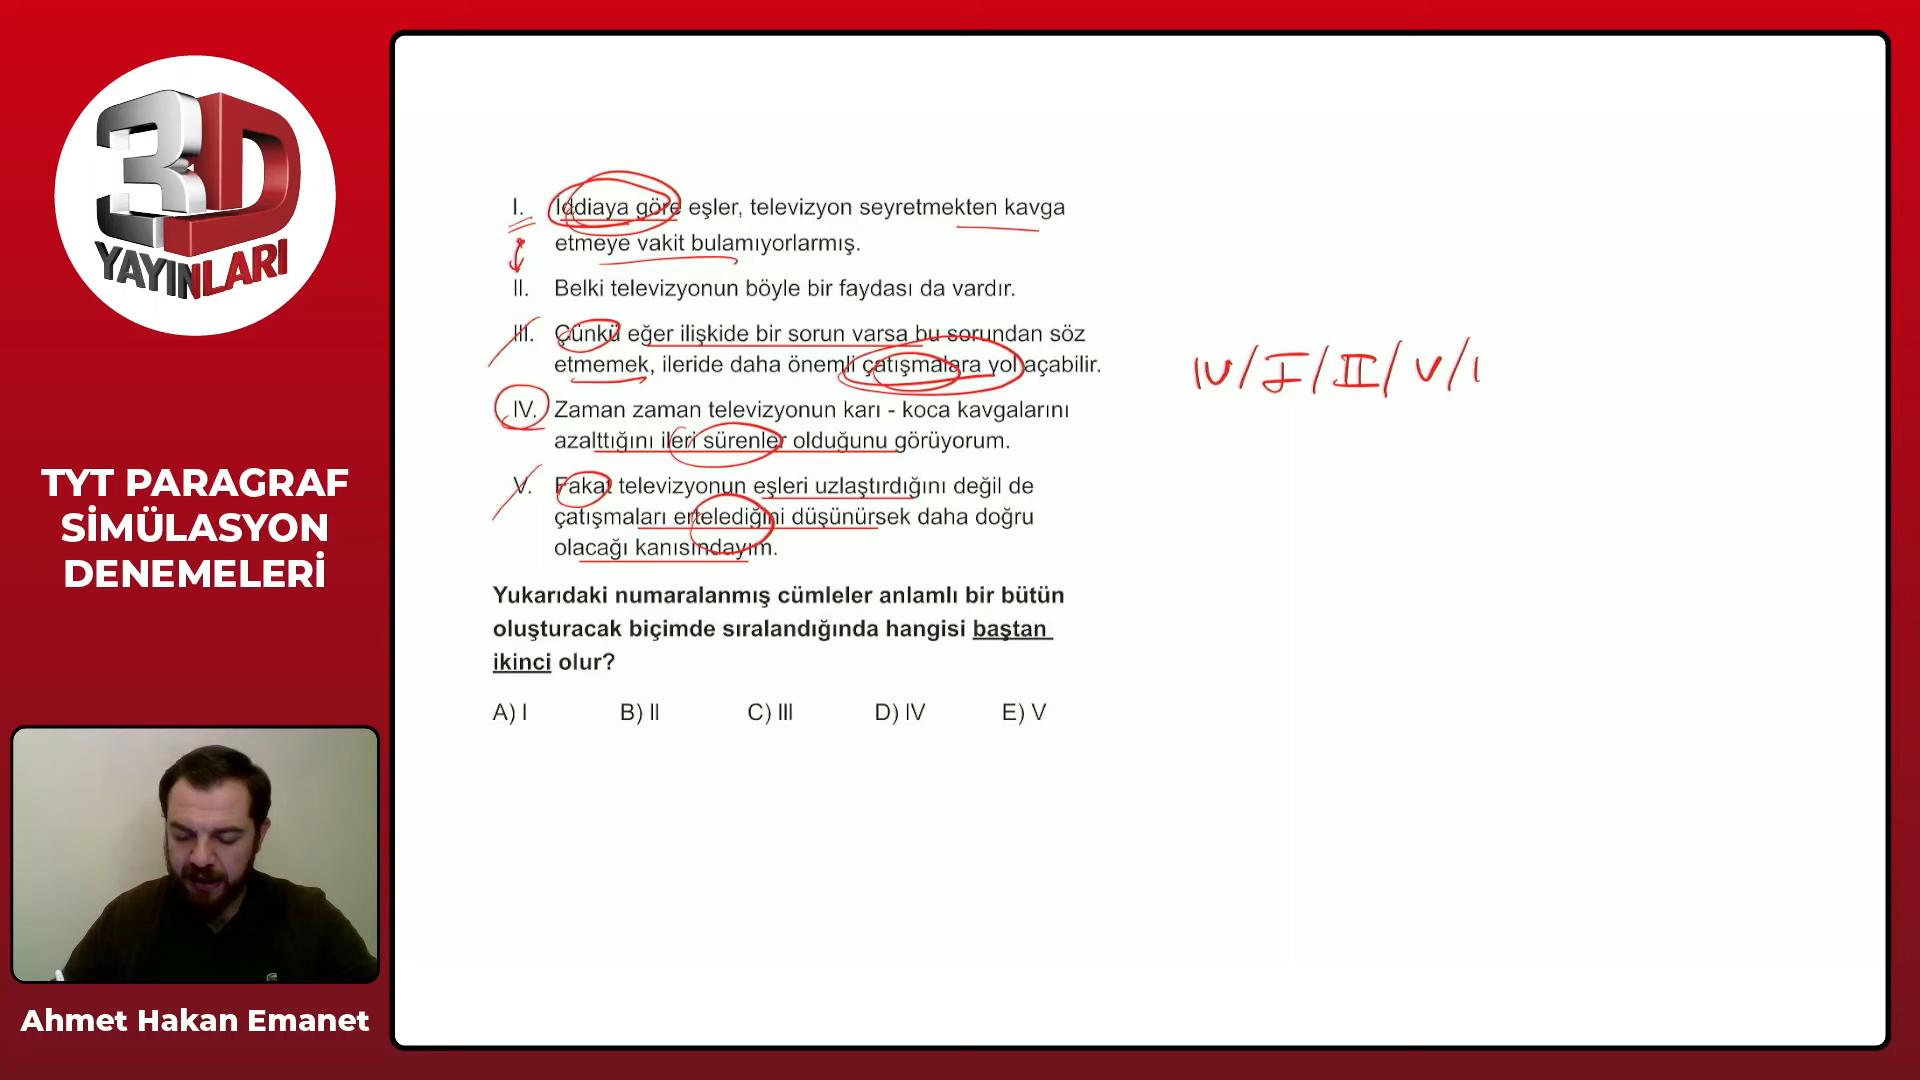 3D
YAYINLARI
TYT PARAGRAF
SİMÜLASYON
DENEMELERİ
Ahmet Hakan Emanet
I. İddiaya göre eşler, televizyon seyretmekten kavga
etmeye vakit bulamıyorlarmış.
II. Belki televizyonun böyle bir faydası da vardır.
III. Çünkü eğer ilişkide bir sorun varsa bu sorundan söz
etmemek, ileride daha önemli çatışmalara yol açabilir.
IV. Zaman zaman televizyonun karı - koca kavgalarını
azalttığını ileri sürenler olduğunu görüyorum.
V. Fakat televizyonun eşleri uzlaştırdığını değil de
çatışmaları ertelediğini düşünürsek daha doğru
olacağı kanısındayım.
Yukarıdaki numaralanmış cümleler anlamlı bir bütün
oluşturacak biçimde sıralandığında hangisi baştan
ikinci olur?
A) I B) II C) III D) IV E) V
IV / I / II / V / I